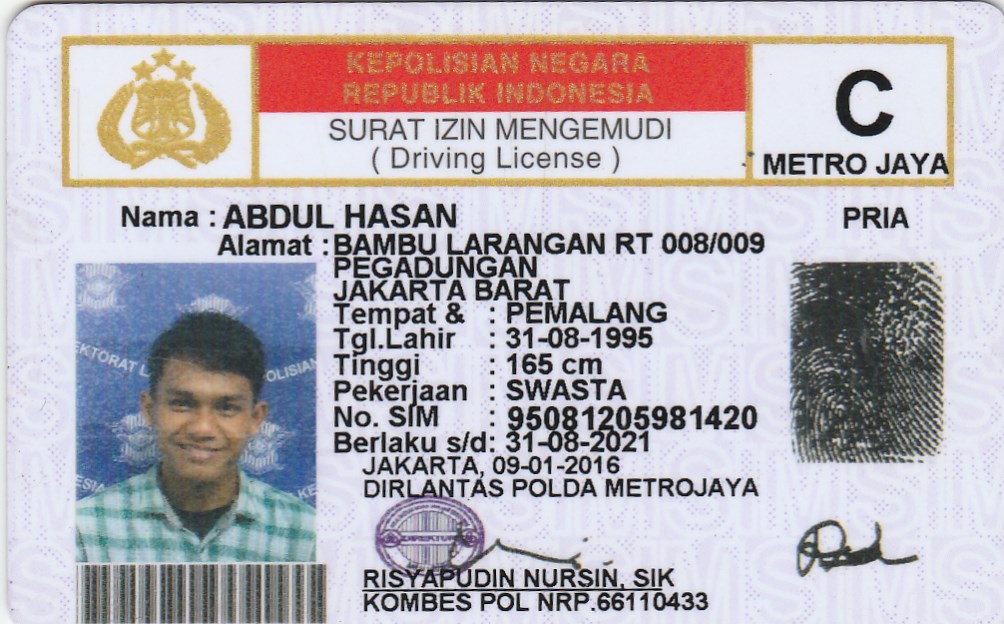 KEPOLISIAN NEGARA
REPUBLIK INDONESIA
SURAT IZIN MENGEMUDI
( Driving License )
C
METRO JAYA
Nama : ABDUL HASAN
PRIA
Alamat : BAMBU LARANGAN RT 008/009
PEGADUNGAN
JAKARTA BARAT
Tempat & : PEMALANG
Tgl.Lahir : 31-08-1995
Tinggi : 165 cm
Pekerjaan : SWASTA
No. SIM : 95081205981420
Berlaku s/d: 31-08-2021
JAKARTA, 09-01-2016
DIRLANTAS POLDA METROJAYA
DIREKTUR
RISYAPUDIN NURSIN, SIK
KOMBES POL NRP.66110433